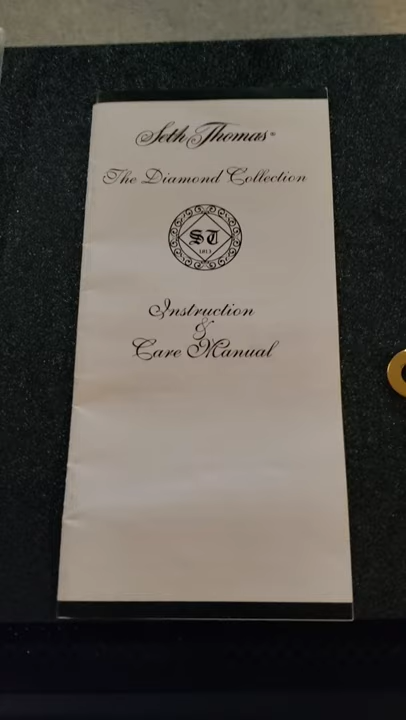 Seth Thomas®
The Diamond Collection
ST
1813
Instruction
&
Care Manual